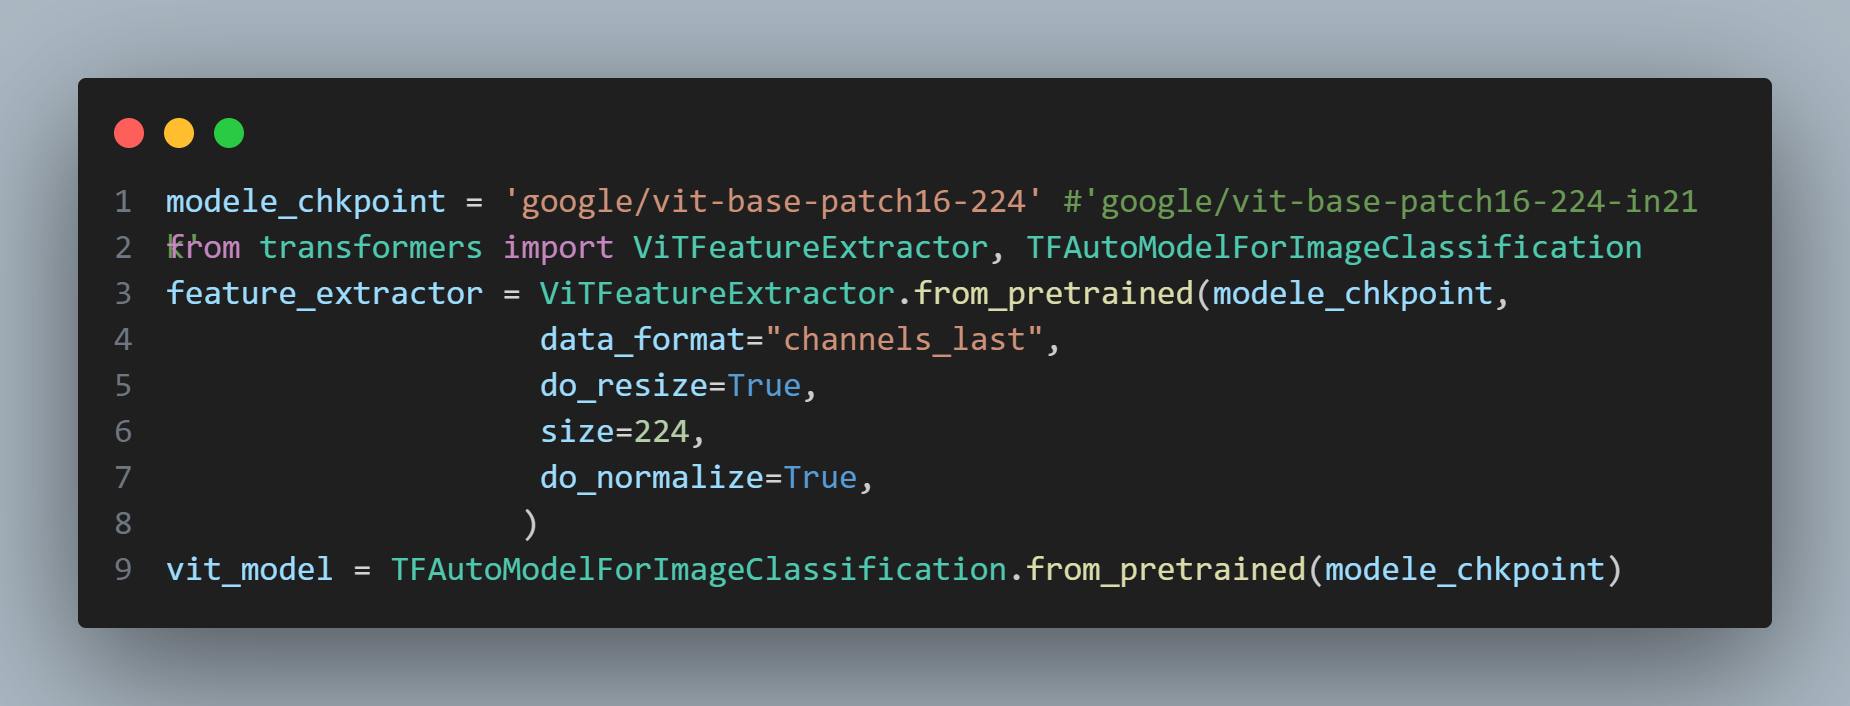 1 modele_chkpoint = 'google/vit-base-patch16-224' #'google/vit-base-patch16-224-in21
k'
2 from transformers import ViTFeatureExtractor, TFAutoModelForImageClassification
3 feature_extractor = ViTFeatureExtractor.from_pretrained(modele_chkpoint,
4                     data_format="channels_last",
5                     do_resize=True,
6                     size=224,
7                     do_normalize=True,
8                    )
9 vit_model = TFAutoModelForImageClassification.from_pretrained(modele_chkpoint)